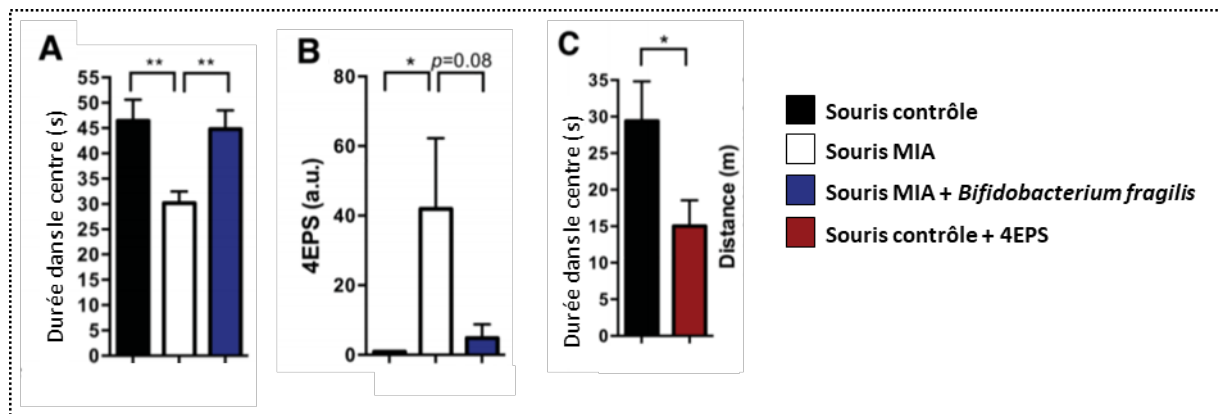 A
** **
55
50
45
40
35
30
25
20
15
10
5
0
Durée dans le centre (s)
B
* p=0.08
80
60
40
20
0
4EPS (a.u.)
C
*
35
30
25
20
15
10
5
0
Durée dans le centre (s)
Distance (m)
Souris contrôle
Souris MIA
Souris MIA + Bifidobacterium fragilis
Souris contrôle + 4EPS